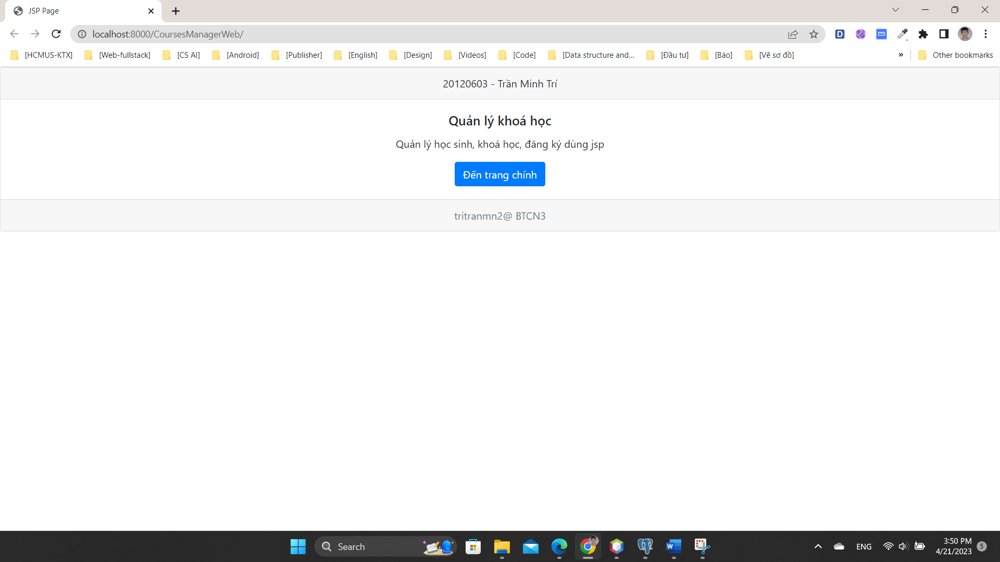 JSP Page
localhost:8000/CoursesManagerWeb/
[HCMUS-KTX] [Web-fullstack] [CS AI] [Android] [Publisher] [English] [Design] [Videos] [Code] [Data structure and... [Đầu tư] [Báo] [Vẽ sơ đồ] » Other bookmarks
20120603 - Trần Minh Trí
Quản lý khoá học
Quản lý học sinh, khoá học, đăng ký dùng jsp
Đến trang chính
tritranmn2@ BTCN3
Search
ENG
3:50 PM
4/21/2023
5